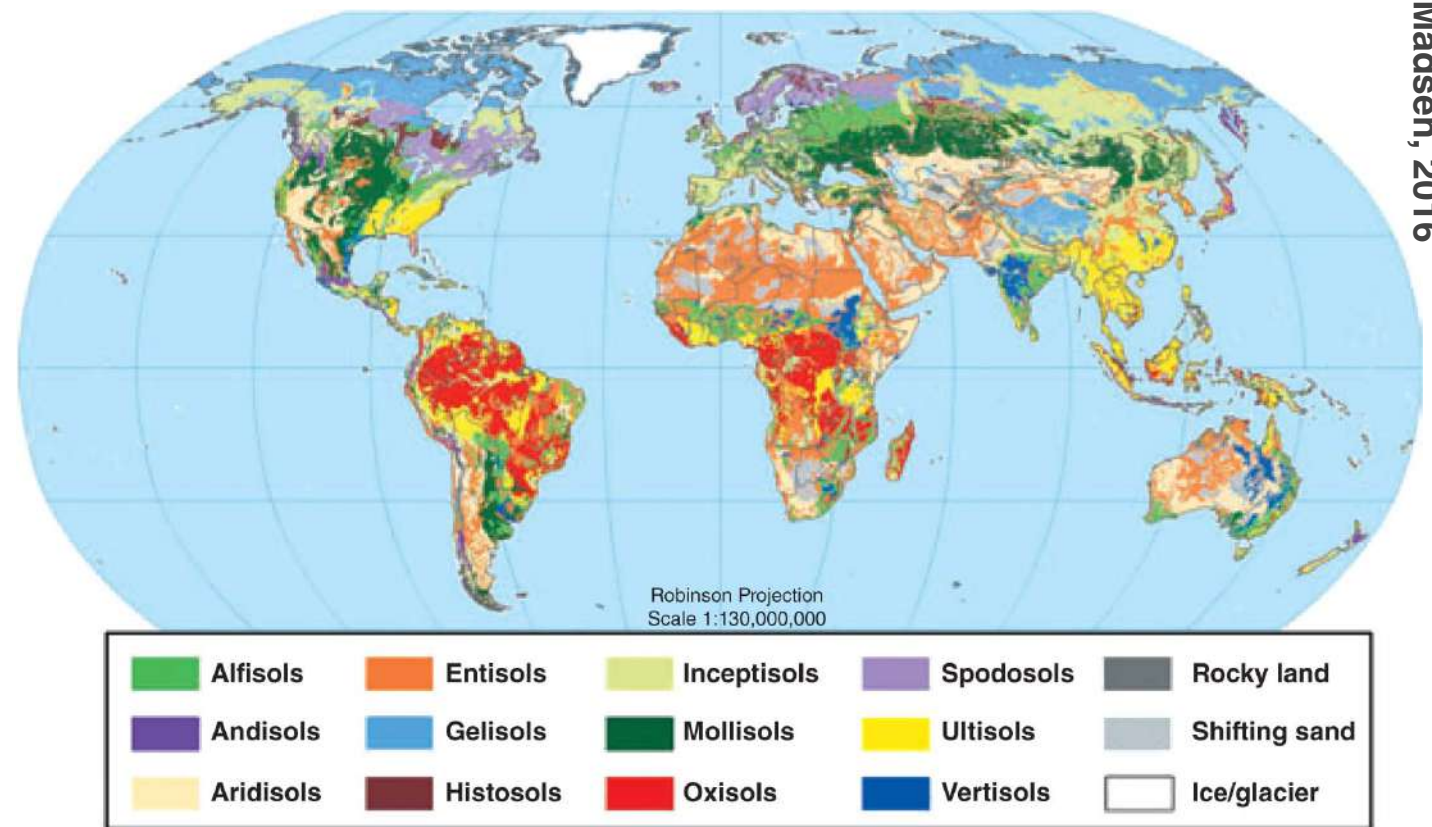 Madsen, 2016
Robinson Projection
Scale 1:130,000,000
Alfisols
Entisols
Inceptisols
Spodosols
Rocky land
Andisols
Gelisols
Mollisols
Ultisols
Shifting sand
Aridisols
Histosols
Oxisols
Vertisols
Ice/glacier